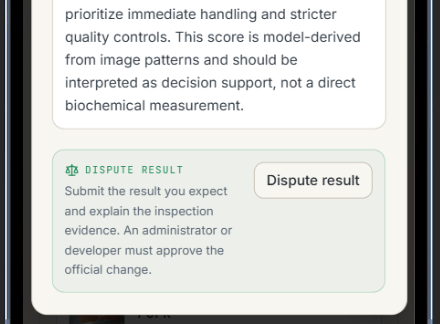 prioritize immediate handling and stricter
quality controls. This score is model-derived
from image patterns and should be
interpreted as decision support, not a direct
biochemical measurement.
DISPUTE RESULT
Submit the result you expect
and explain the inspection
evidence. An administrator or
developer must approve the
official change.
Dispute result